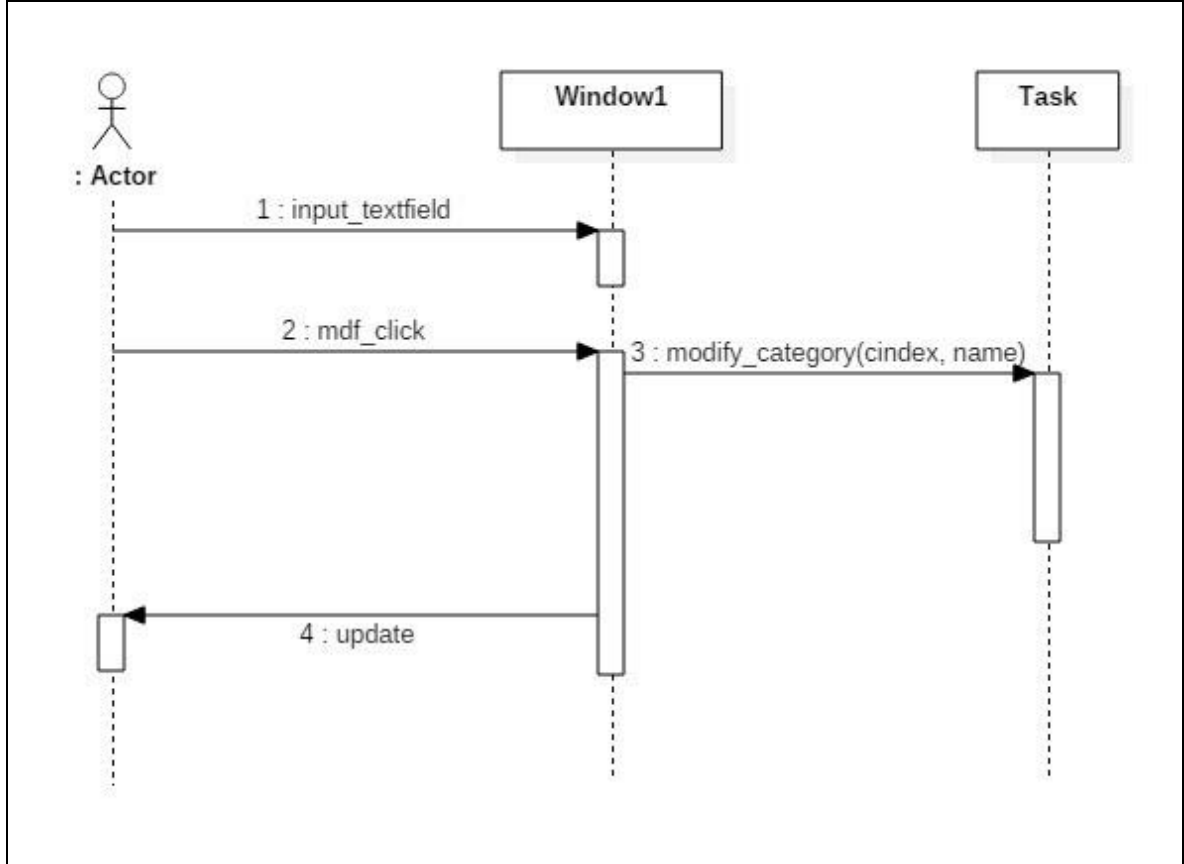 Window1
Task
: Actor
1 : input_textfield
2 : mdf_click
3 : modify_category(cindex, name)
4 : update